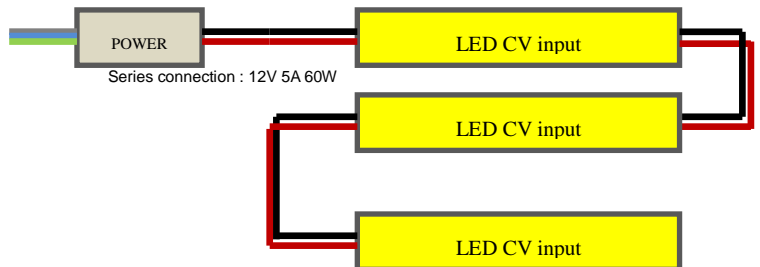 POWER
LED CV input
Series connection : 12V 5A 60W
LED CV input
LED CV input